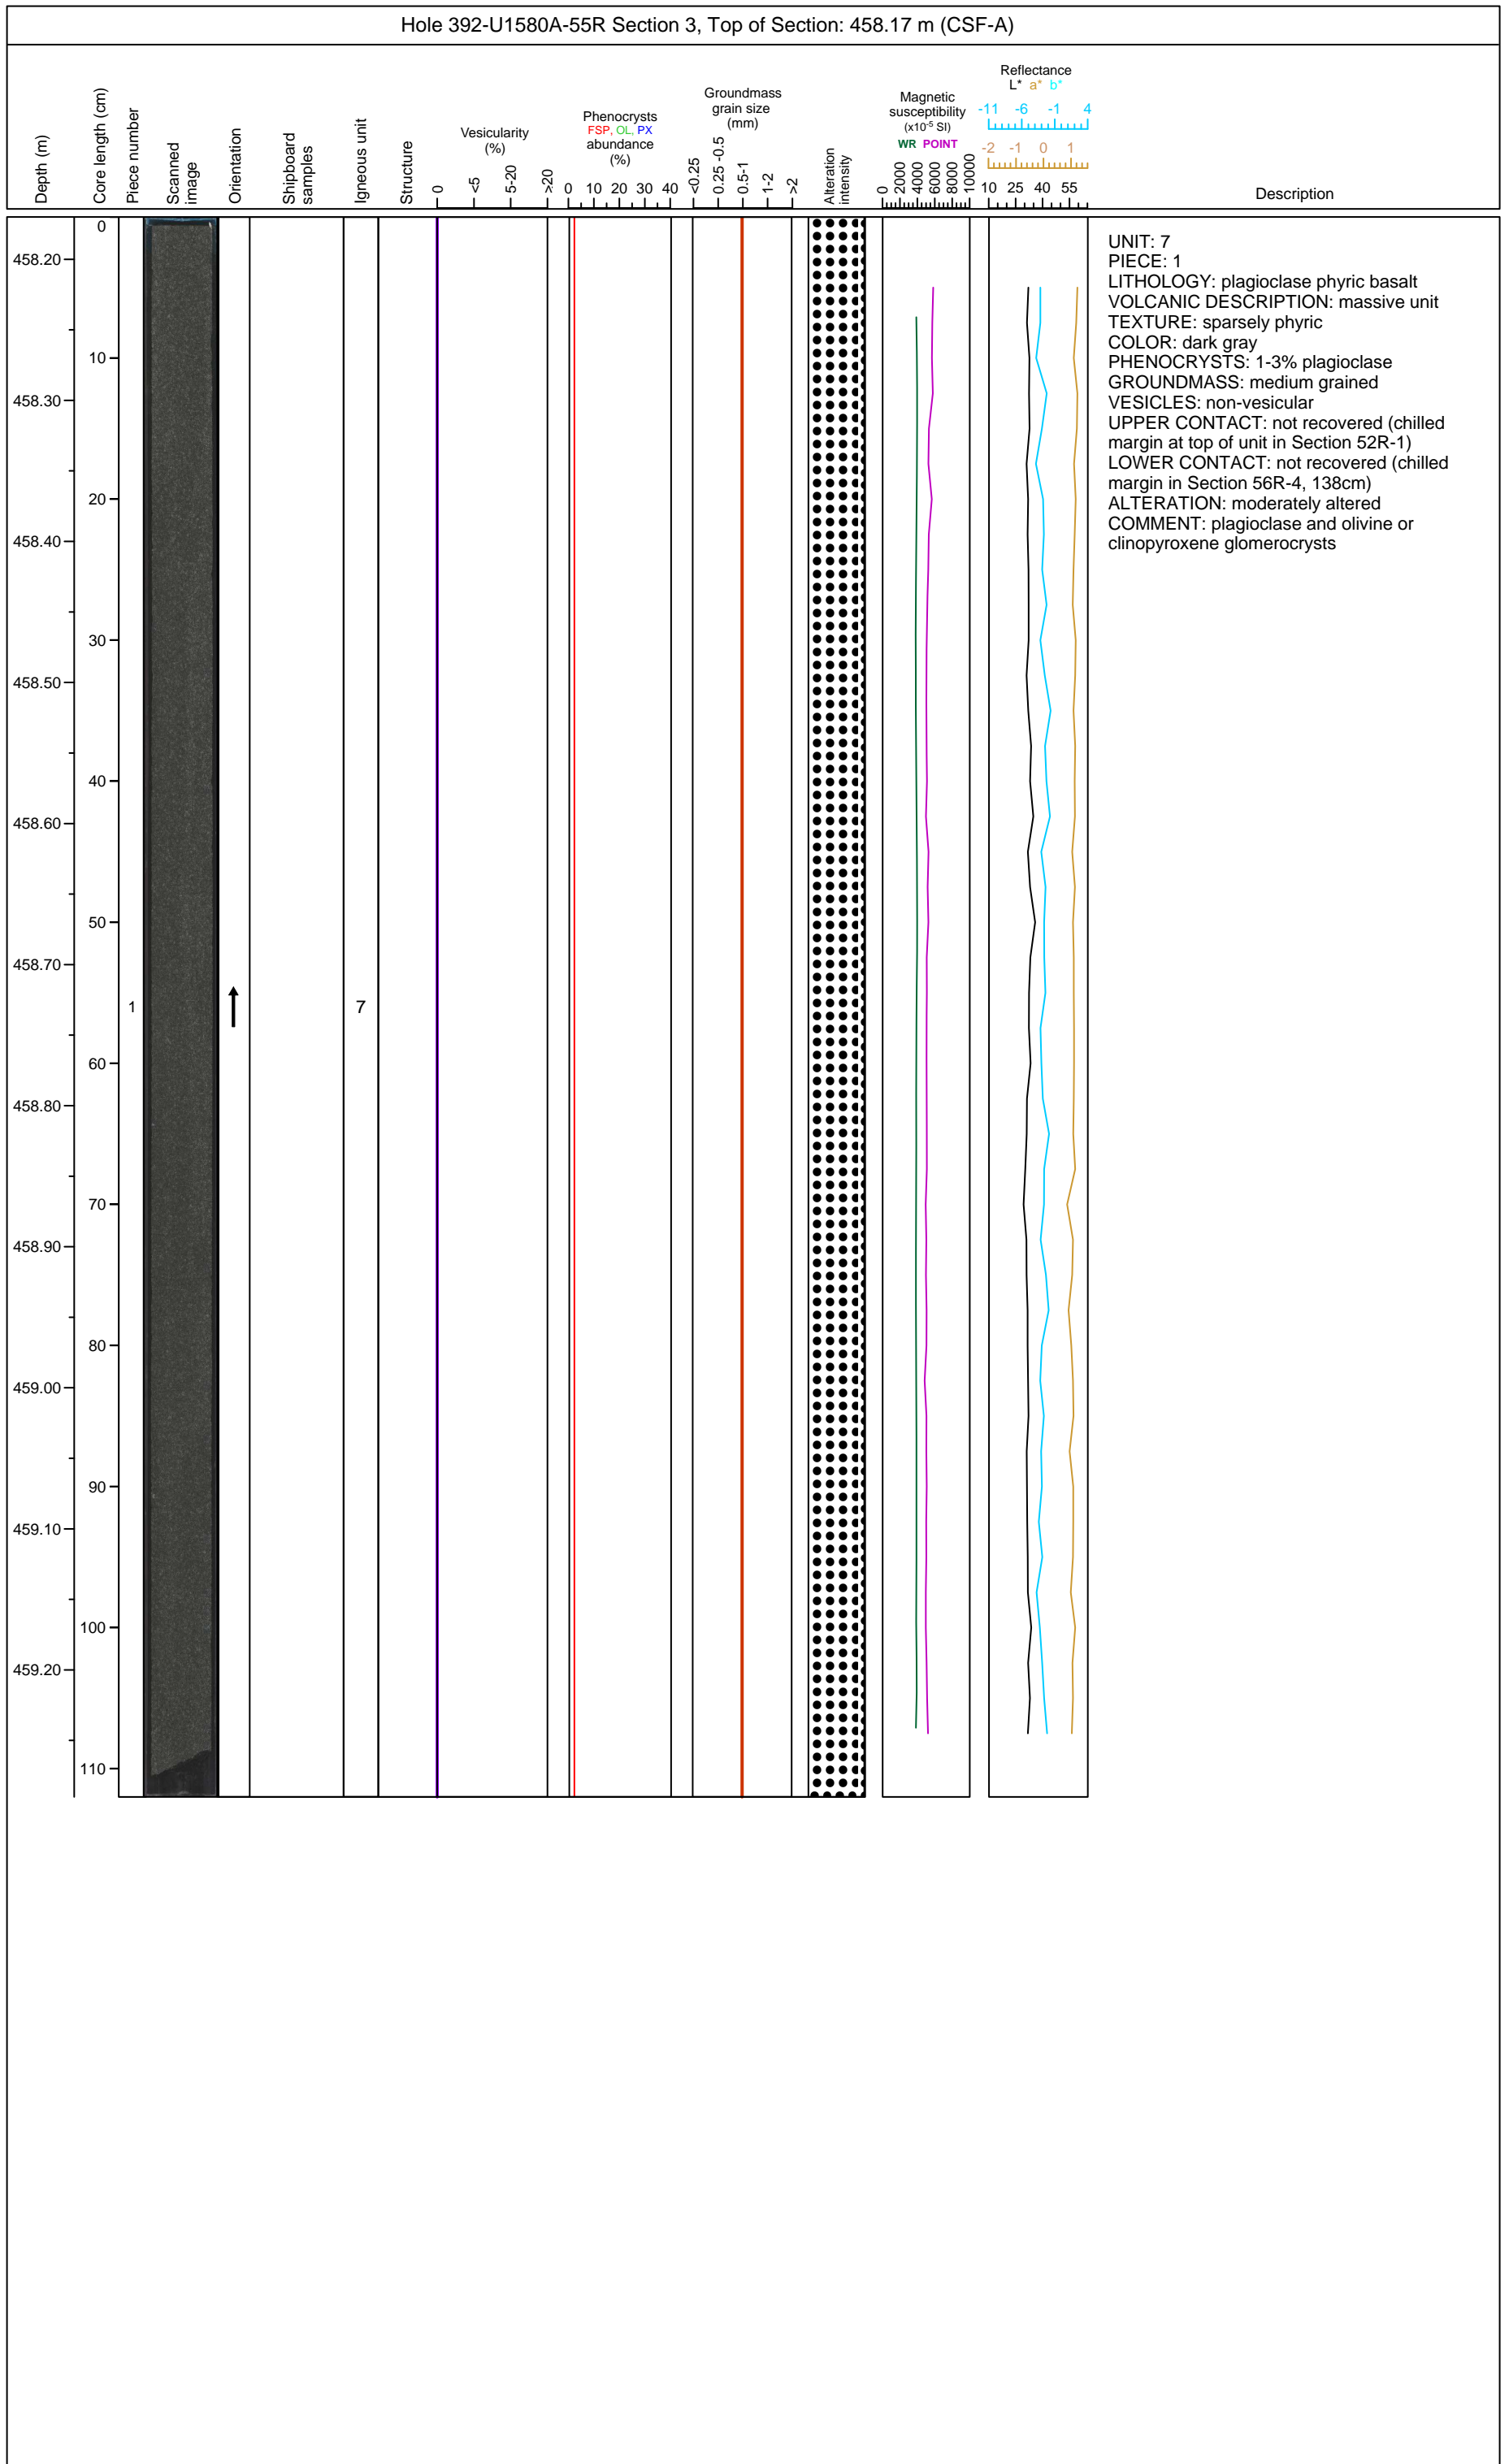 Hole 392-U1580A-55R Section 3, Top of Section: 458.17 m (CSF-A)
Depth (m)
Core length (cm)
Piece number
Scanned
image
Orientation
Shipboard
samples
Igneous unit
Structure
Vesicularity
(%)
0
<5
5-20
>20
Phenocrysts
FSP, OL, PX
abundance
(%)
0 10 20 30 40
Groundmass
grain size
(mm)
<0.25
0.25 -0.5
0.5-1
1-2
>2
Alteration
intensity
Magnetic
susceptibility
(x10-5 SI)
WR POINT
0
2000
4000
6000
8000
10000
Reflectance
L* a* b*
-11 -6 -1 4
-2 -1 0 1
10 25 40 55
Description
0
458.20
10
458.30
20
458.40
30
458.50
40
458.60
50
458.70
1
7
60
458.80
70
458.90
80
459.00
90
459.10
100
459.20
110
UNIT: 7
PIECE: 1
LITHOLOGY: plagioclase phyric basalt
VOLCANIC DESCRIPTION: massive unit
TEXTURE: sparsely phyric
COLOR: dark gray
PHENOCRYSTS: 1-3% plagioclase
GROUNDMASS: medium grained
VESICLES: non-vesicular
UPPER CONTACT: not recovered (chilled
margin at top of unit in Section 52R-1)
LOWER CONTACT: not recovered (chilled
margin in Section 56R-4, 138cm)
ALTERATION: moderately altered
COMMENT: plagioclase and olivine or
clinopyroxene glomerocrysts